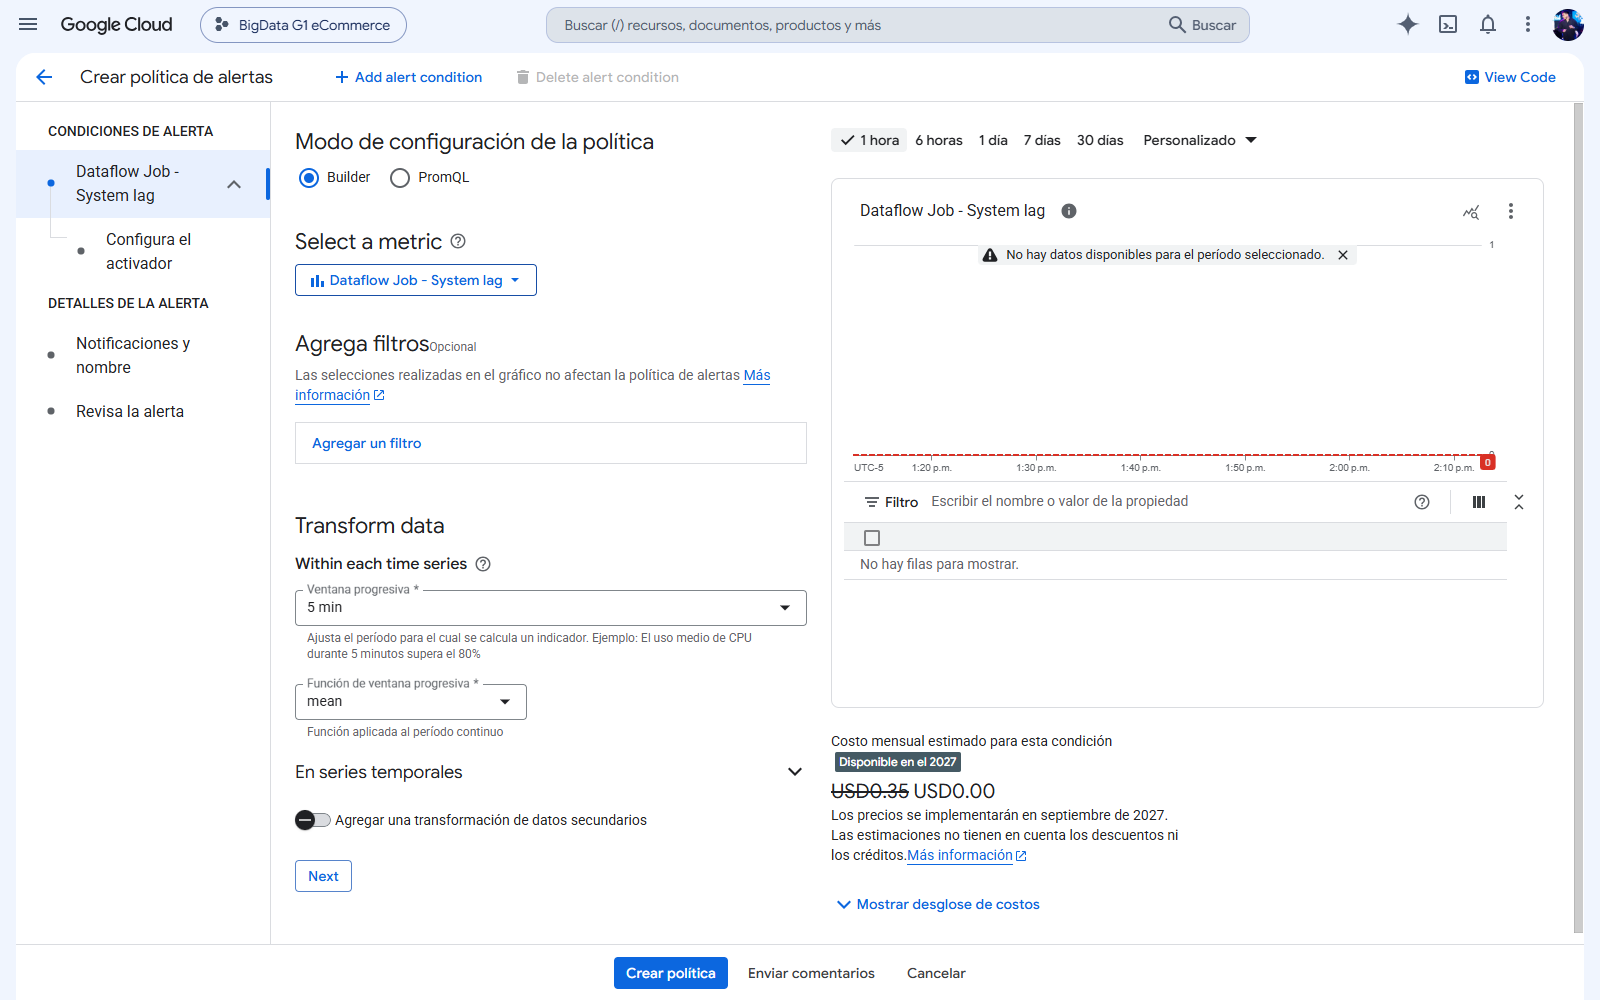 Google Cloud
BigData G1 eCommerce
Buscar (/) recursos, documentos, productos y más
Buscar
Crear política de alertas
Add alert condition
Delete alert condition
View Code
CONDICIONES DE ALERTA
Dataflow Job -
System lag
Configura el
activador
DETALLES DE LA ALERTA
Notificaciones y
nombre
Revisa la alerta
Modo de configuración de la política
Builder
PromQL
Select a metric
Dataflow Job - System lag
Agrega filtros Opcional
Las selecciones realizadas en el gráfico no afectan la política de alertas Más
información
Agregar un filtro
Transform data
Within each time series
Ventana progresiva *
5 min
Ajusta el período para el cual se calcula un indicador. Ejemplo: El uso medio de CPU
durante 5 minutos supera el 80%
Función de ventana progresiva *
mean
Función aplicada al período continuo
En series temporales
Agregar una transformación de datos secundarios
Next
1 hora
6 horas
1 día
7 días
30 días
Personalizado
Dataflow Job - System lag
1
No hay datos disponibles para el período seleccionado.
UTC-5
1:20 p.m.
1:30 p.m.
1:40 p.m.
1:50 p.m.
2:00 p.m.
2:10 p.m.
0
Filtro
Escribir el nombre o valor de la propiedad
No hay filas para mostrar.
Costo mensual estimado para esta condición
Disponible en el 2027
USD0.35 USD0.00
Los precios se implementarán en septiembre de 2027.
Las estimaciones no tienen en cuenta los descuentos ni
los créditos.Más información
Mostrar desglose de costos
Crear política
Enviar comentarios
Cancelar